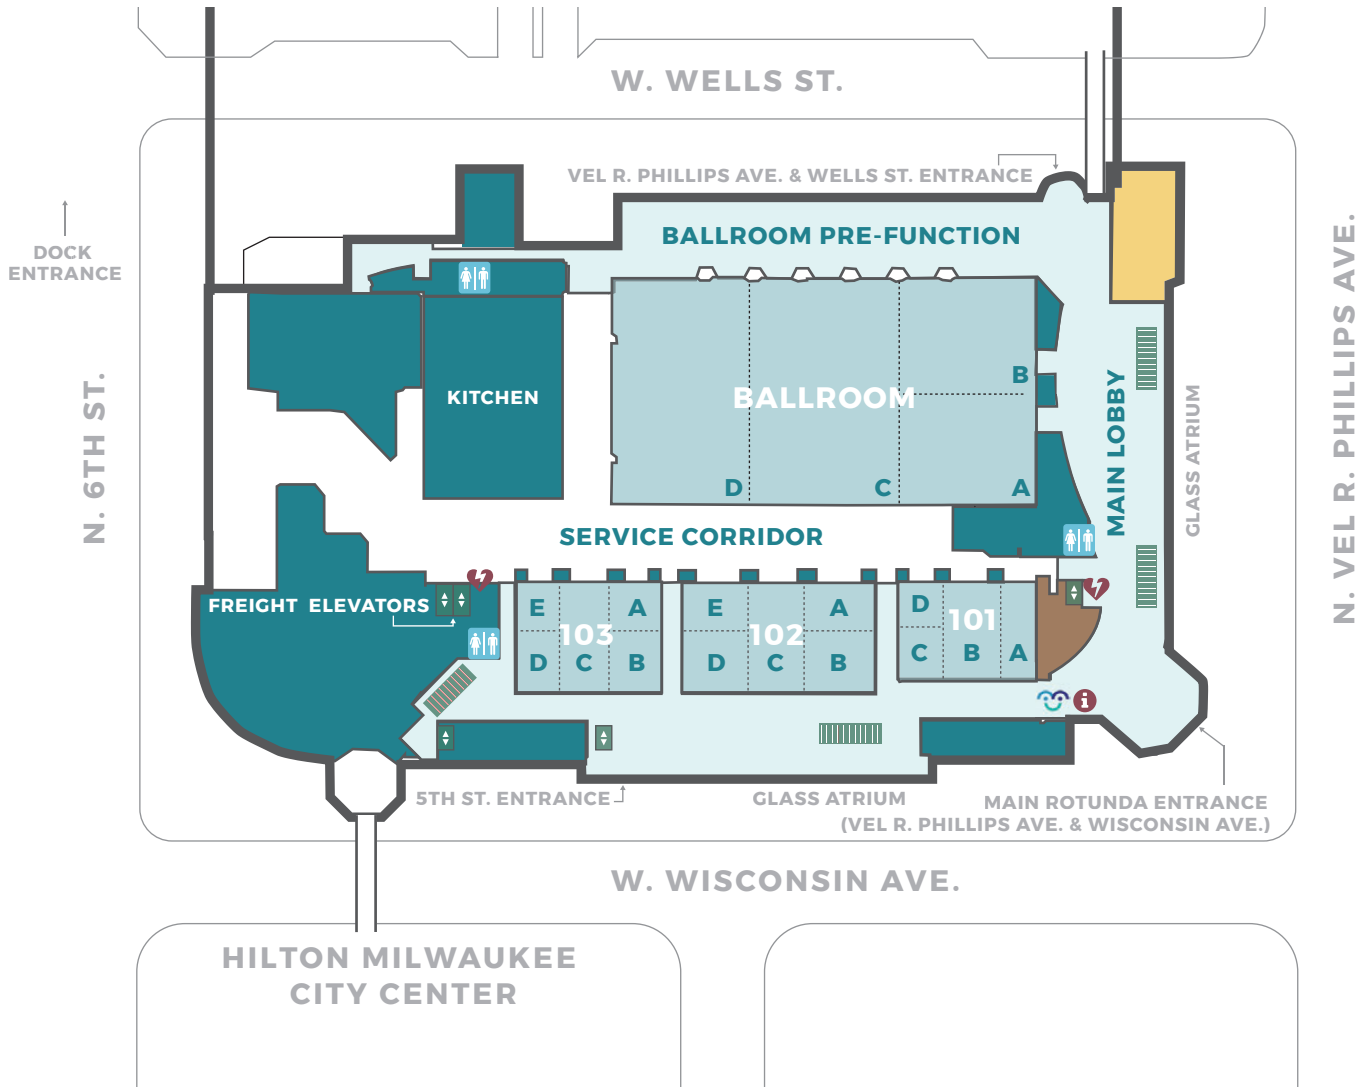 W. WELLS ST.
VEL R. PHILLIPS AVE. & WELLS ST. ENTRANCE
DOCK
ENTRANCE
BALLROOM PRE-FUNCTION
N. 6TH ST.
KITCHEN
BALLROOM
B
D
C
A
MAIN LOBBY
GLASS ATRIUM
N. VEL R. PHILLIPS AVE.
SERVICE CORRIDOR
FREIGHT ELEVATORS
E
A
103
D
C
B
E
A
102
D
C
B
D
101
C
B
A
i
5TH ST. ENTRANCE
GLASS ATRIUM
MAIN ROTUNDA ENTRANCE
(VEL R. PHILLIPS AVE. & WISCONSIN AVE.)
W. WISCONSIN AVE.
HILTON MILWAUKEE
CITY CENTER